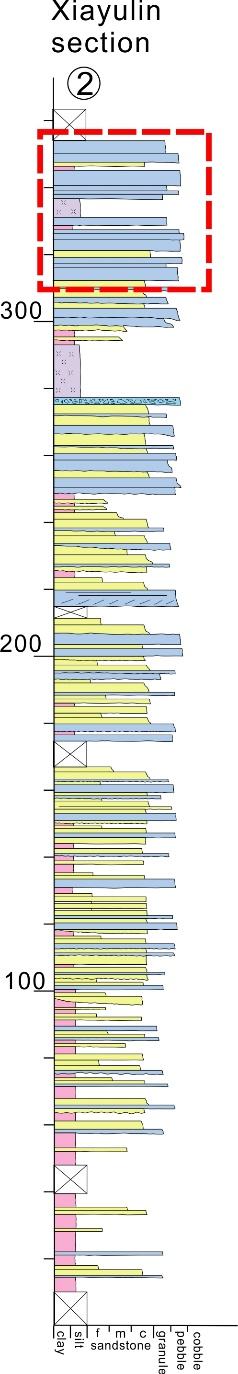 Xiayulin
section
②
300
200
100
clay
silt
f
m
c
sandstone
granule
pebble
cobble